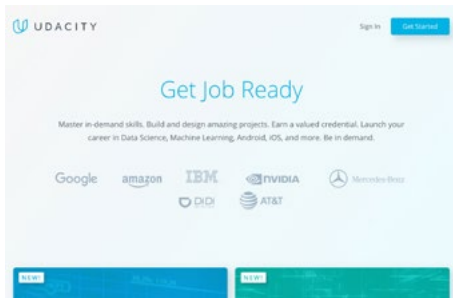 UDACITY
Sign In
Get Started
Get Job Ready
Master in-demand skills. Build and design amazing projects. Earn a valued credential. Launch your
career in Data Science, Machine Learning, Android, iOS, and more. Be in demand.
Google amazon IBM NVIDIA Mercedes-Benz
DiDi AT&T
NEW!
NEW!